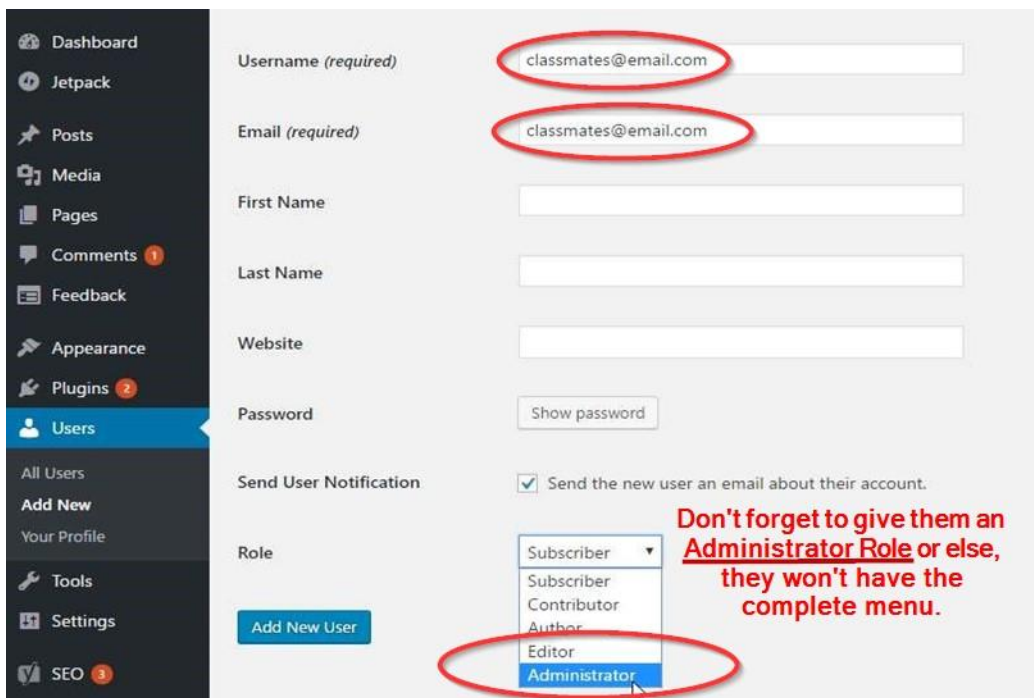 Dashboard
Jetpack
Posts
Media
Pages
Comments 1
Feedback
Appearance
Plugins 2
Users
All Users
Add New
Your Profile
Tools
Settings
SEO 3
Username (required)
classmates@email.com
Email (required)
classmates@email.com
First Name
Last Name
Website
Password
Show password
Send User Notification
Send the new user an email about their account.
Role
Subscriber
Subscriber
Contributor
Author
Editor
Administrator
Add New User
Don't forget to give them an
Administrator Role or else,
they won't have the
complete menu.